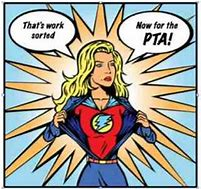 That's work
sorted
Now for the
PTA!